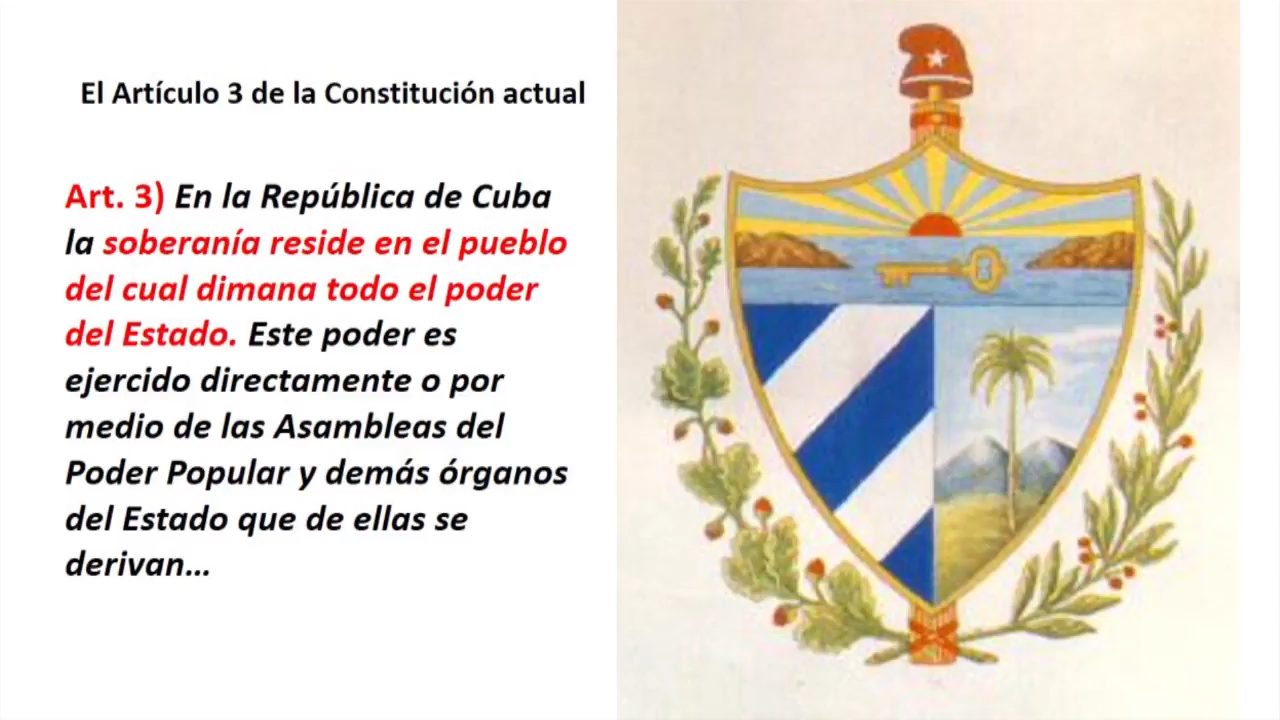 El Artículo 3 de la Constitución actual
Art. 3) En la República de Cuba
la soberanía reside en el pueblo
del cual dimana todo el poder
del Estado. Este poder es
ejercido directamente o por
medio de las Asambleas del
Poder Popular y demás órganos
del Estado que de ellas se
derivan...